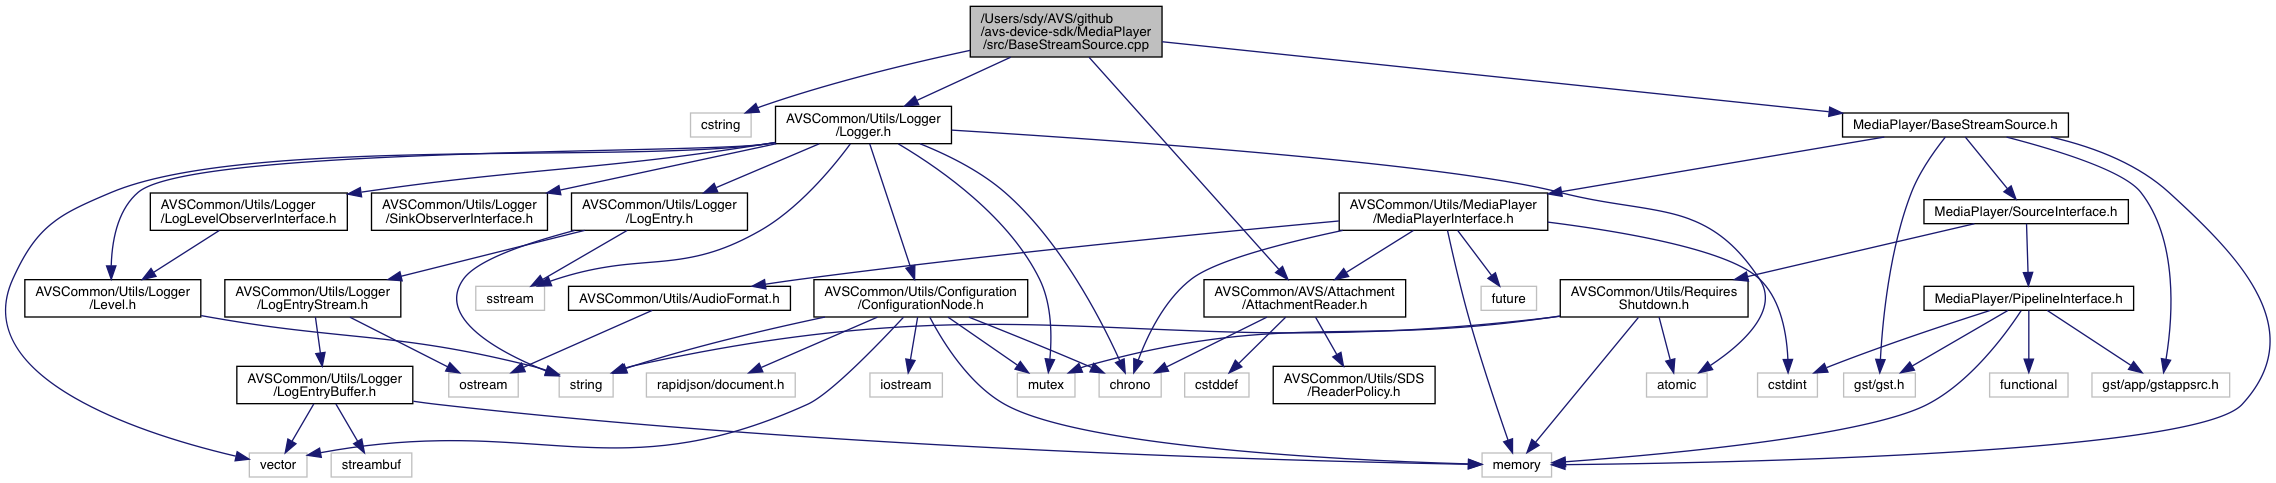 /Users/sdy/AVS/github
/avs-device-sdk/MediaPlayer
/src/BaseStreamSource.cpp
cstring
AVSCommon/Utils/Logger
/Logger.h
MediaPlayer/BaseStreamSource.h
AVSCommon/Utils/Logger
/LogLevelObserverInterface.h
AVSCommon/Utils/Logger
/SinkObserverInterface.h
AVSCommon/Utils/Logger
/LogEntry.h
AVSCommon/Utils/MediaPlayer
/MediaPlayerInterface.h
MediaPlayer/SourceInterface.h
AVSCommon/Utils/Logger
/Level.h
AVSCommon/Utils/Logger
/LogEntryStream.h
sstream
AVSCommon/Utils/AudioFormat.h
AVSCommon/Utils/Configuration
/ConfigurationNode.h
AVSCommon/AVS/Attachment
/AttachmentReader.h
future
AVSCommon/Utils/Requires
Shutdown.h
MediaPlayer/PipelineInterface.h
AVSCommon/Utils/Logger
/LogEntryBuffer.h
ostream
string
rapidjson/document.h
iostream
mutex
chrono
cstddef
AVSCommon/Utils/SDS
/ReaderPolicy.h
atomic
cstdint
gst/gst.h
functional
gst/app/gstappsrc.h
vector
streambuf
memory